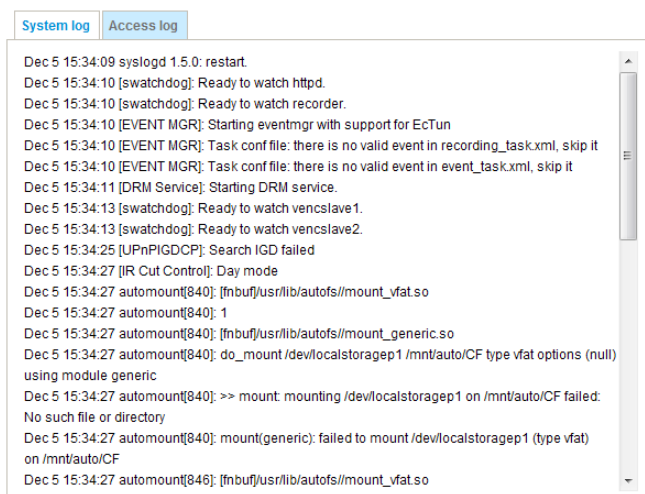 System log Access log
Dec 5 15:34:09 syslogd 1.5.0: restart.
Dec 5 15:34:10 [swatchdog]: Ready to watch httpd.
Dec 5 15:34:10 [swatchdog]: Ready to watch recorder.
Dec 5 15:34:10 [EVENT MGR]: Starting eventmgr with support for EcTun
Dec 5 15:34:10 [EVENT MGR]: Task conf file: there is no valid event in recording_task.xml, skip it
Dec 5 15:34:10 [EVENT MGR]: Task conf file: there is no valid event in event_task.xml, skip it
Dec 5 15:34:11 [DRM Service]: Starting DRM service.
Dec 5 15:34:13 [swatchdog]: Ready to watch vencslave1.
Dec 5 15:34:13 [swatchdog]: Ready to watch vencslave2.
Dec 5 15:34:25 [UPnPIGDCP]: Search IGD failed
Dec 5 15:34:27 [IR Cut Control]: Day mode
Dec 5 15:34:27 automount[840]: [fnbuf]/usr/lib/autofs//mount_vfat.so
Dec 5 15:34:27 automount[840]: 1
Dec 5 15:34:27 automount[840]: [fnbuf]/usr/lib/autofs//mount_generic.so
Dec 5 15:34:27 automount[840]: do_mount /dev/localstoragep1 /mnt/auto/CF type vfat options (null)
using module generic
Dec 5 15:34:27 automount[840]: >> mount: mounting /dev/localstoragep1 on /mnt/auto/CF failed:
No such file or directory
Dec 5 15:34:27 automount[840]: mount(generic): failed to mount /dev/localstoragep1 (type vfat)
on /mnt/auto/CF
Dec 5 15:34:27 automount[846]: [fnbuf]/usr/lib/autofs//mount_vfat.so